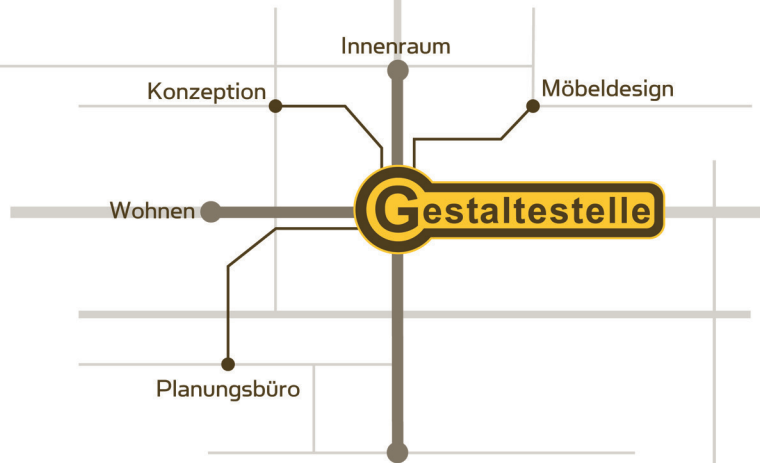 Innenraum
Konzeption
Möbeldesign
Wohnen
Gestaltestelle
Planungsbüro